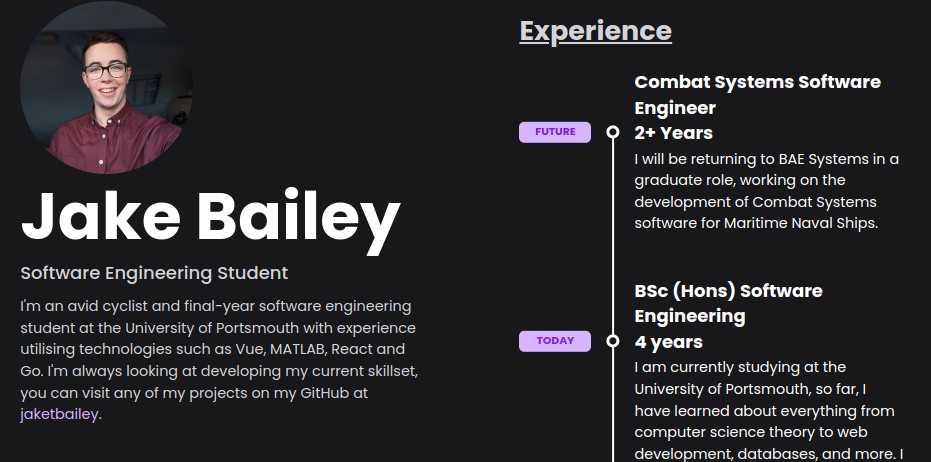 Jake Bailey
Software Engineering Student
I'm an avid cyclist and final-year software engineering
student at the University of Portsmouth with experience
utilising technologies such as Vue, MATLAB, React and
Go. I'm always looking at developing my current skillset,
you can visit any of my projects on my GitHub at
jaketbailey.
Experience
Combat Systems Software
Engineer
FUTURE
2+ Years
I will be returning to BAE Systems in a
graduate role, working on the
development of Combat Systems
software for Maritime Naval Ships.
BSc (Hons) Software
Engineering
TODAY
4 years
I am currently studying at the
University of Portsmouth, so far, I
have learned about everything from
computer science theory to web
development, databases, and more. I